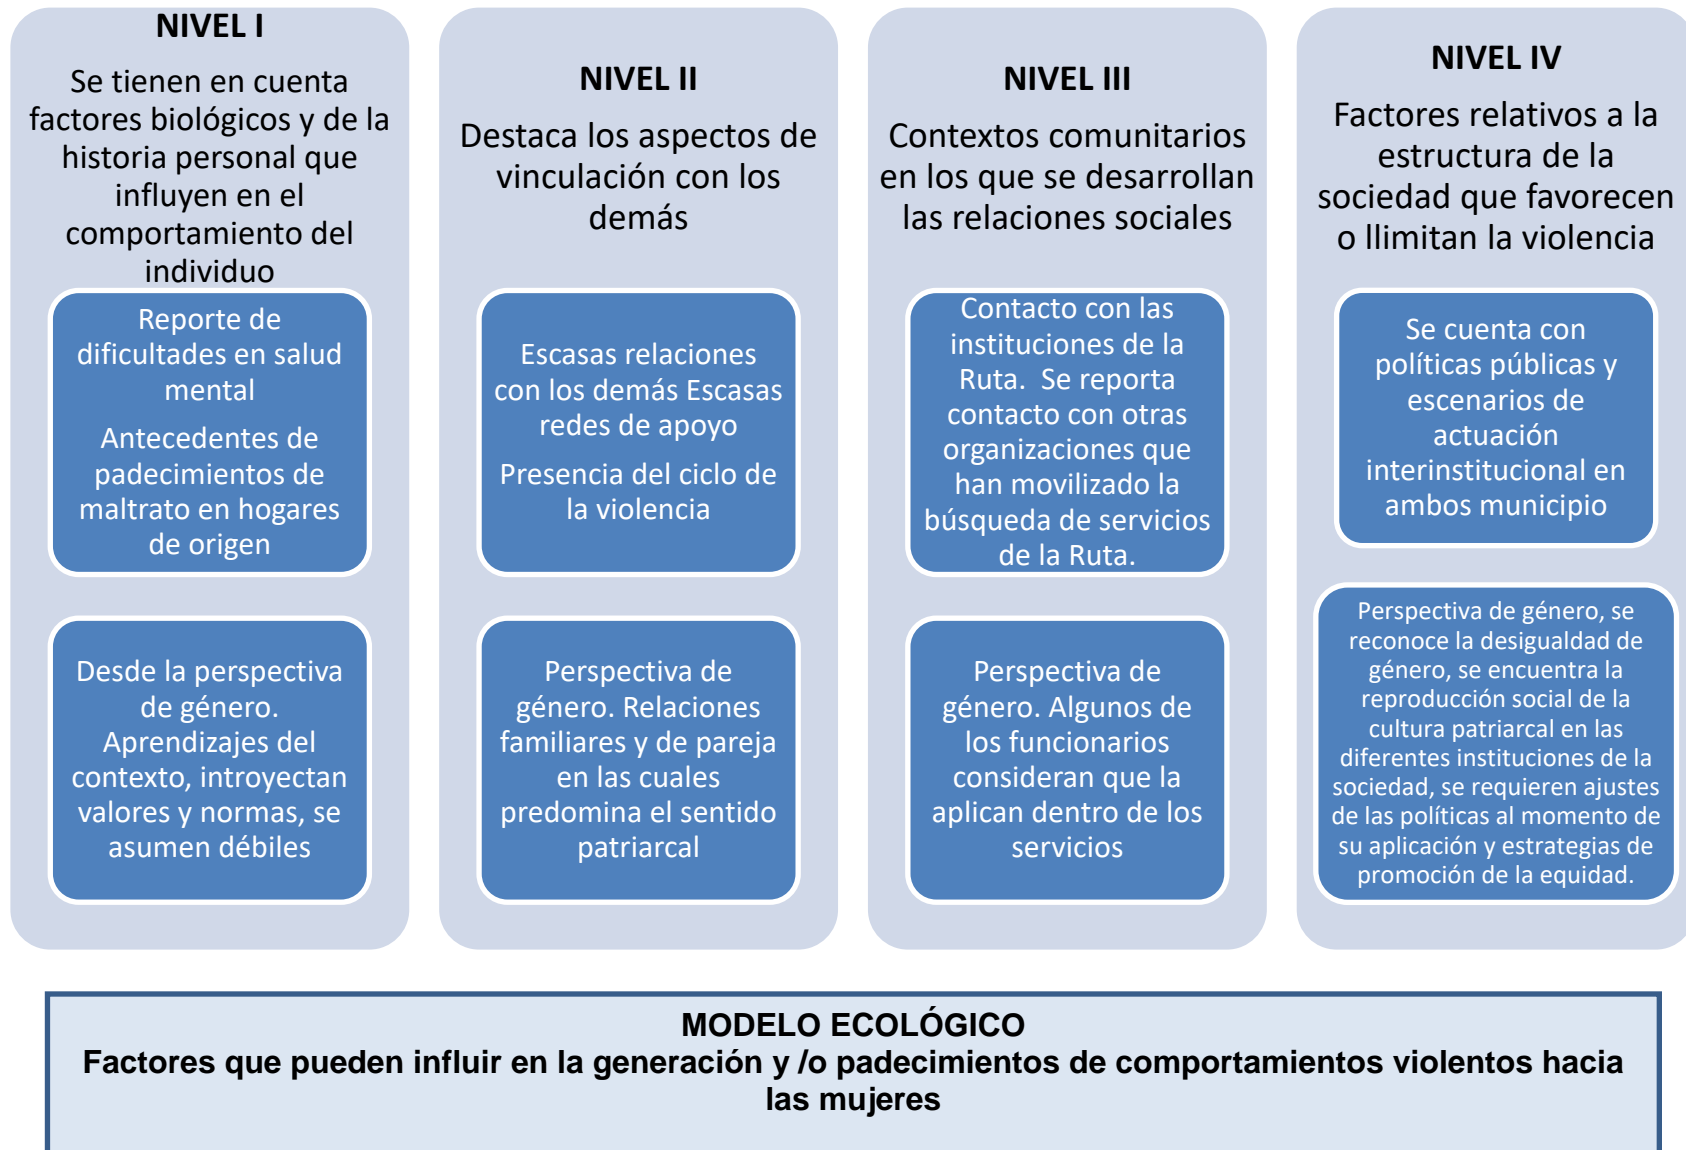 NIVEL I
Se tienen en cuenta
factores biológicos y de la
historia personal que
influyen en el
comportamiento del
individuo
Reporte de
dificultades en salud
mental
Antecedentes de
padecimientos de
maltrato en hogares
de origen
Desde la perspectiva
de género.
Aprendizajes del
contexto, introyectan
valores y normas, se
asumen débiles
NIVEL II
Destaca los aspectos de
vinculación con los
demás
Escasas relaciones
con los demás Escasas
redes de apoyo
Presencia del ciclo de
la violencia
Perspectiva de
género. Relaciones
familiares y de pareja
en las cuales
predomina el sentido
patriarcal
NIVEL III
Contextos comunitarios
en los que se desarrollan
las relaciones sociales
Contacto con las
instituciones de la
Ruta.  Se reporta
contacto con otras
organizaciones que
han movilizado la
búsqueda de servicios
de la Ruta.
Perspectiva de
género. Algunos de
los funcionarios
consideran que la
aplican dentro de los
servicios
NIVEL IV
Factores relativos a la
estructura de la
sociedad que favorecen
o llimitan la violencia
Se cuenta con
políticas públicas y
escenarios de
actuación
interinstitucional en
ambos municipio
Perspectiva de género, se
reconoce la desigualdad de
género, se encuentra la
reproducción social de la
cultura patriarcal en las
diferentes instituciones de la
sociedad, se requieren ajustes
de las políticas al momento de
su aplicación y estrategias de
promoción de la equidad.
MODELO ECOLÓGICO
Factores que pueden influir en la generación y /o padecimientos de comportamientos violentos hacia
las mujeres